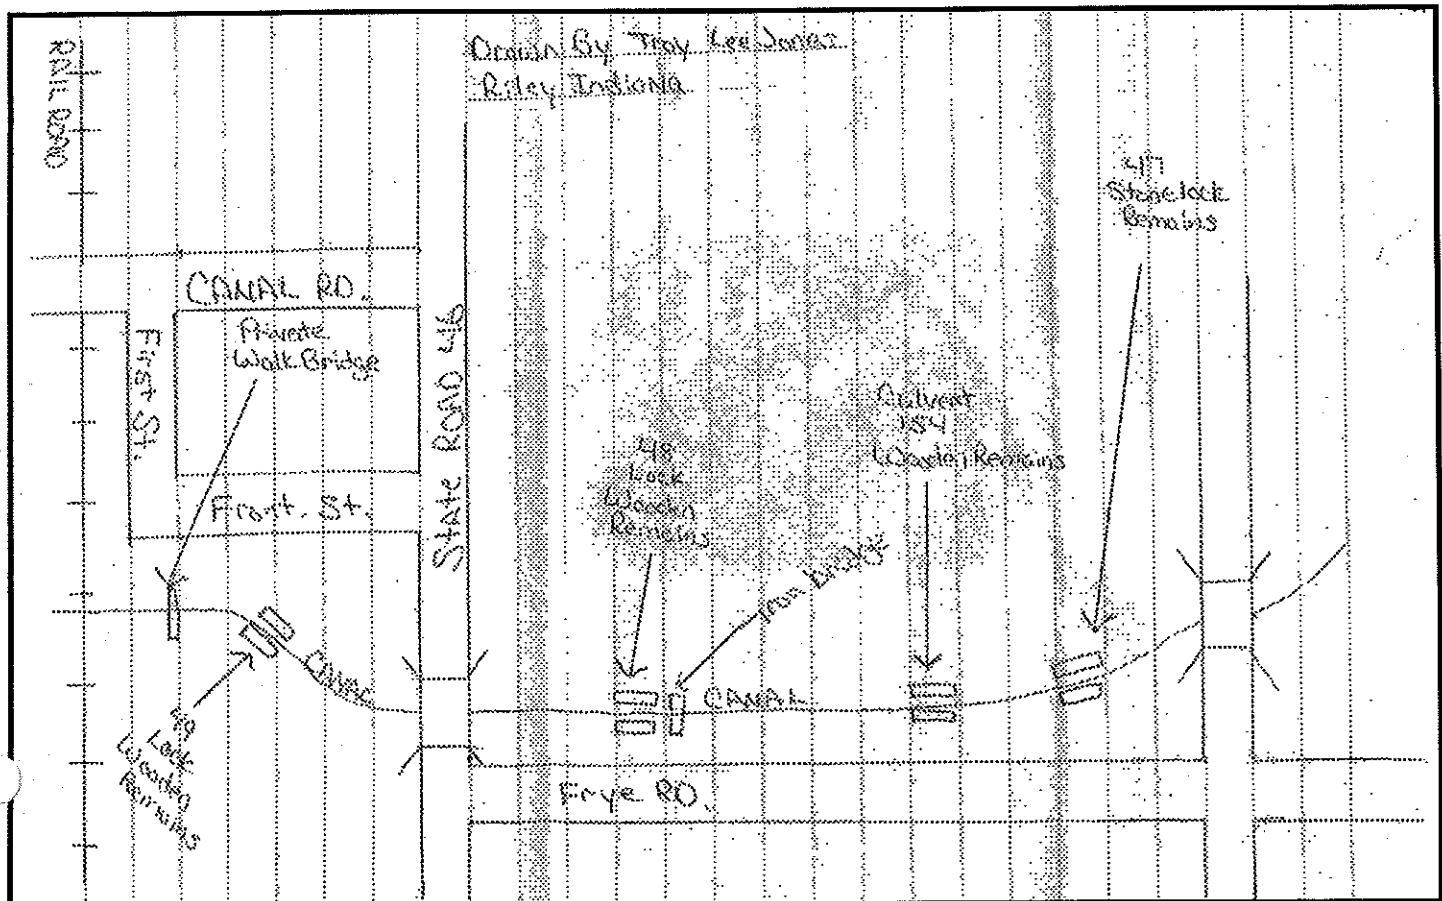 Drawn By Troy Lee Jones
Riley Indiana
RAIL ROAD
47
Stone lock
Remains
CANAL RD.
Private
Walk Bridge
First St.
STATE ROAD 46
Culvert
154
Wooden Remains
48
Lock
Wooden
Remains
Front. St.
Iron Bridge
CANAL
CANAL
49
Lock
Wooden
Remains
Frye RD.